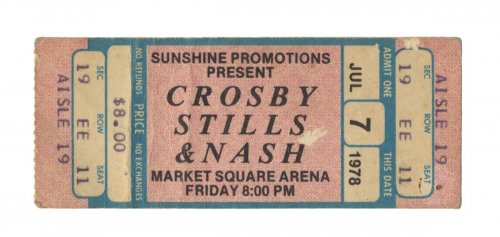 AISLE 19
SEC ROW SEAT
19 EE 11
$8.00
NO REFUNDS PRICE NO EXCHANGES
SUNSHINE PROMOTIONS
PRESENT
CROSBY
STILLS
& NASH
MARKET SQUARE ARENA
FRIDAY 8:00 PM
JUL 7 1978
ADMIT ONE THIS DATE
SEC ROW SEAT
19 EE 11
AISLE 19